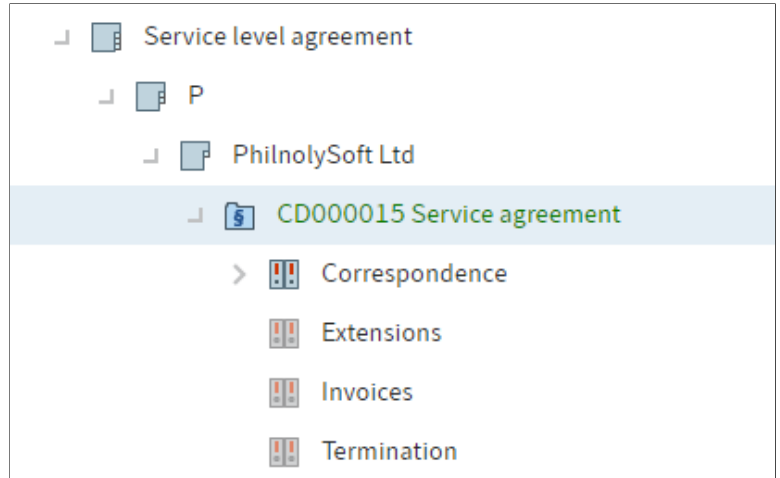 Service level agreement
P
PhilnolySoft Ltd
§ CD000015 Service agreement
Correspondence
Extensions
Invoices
Termination